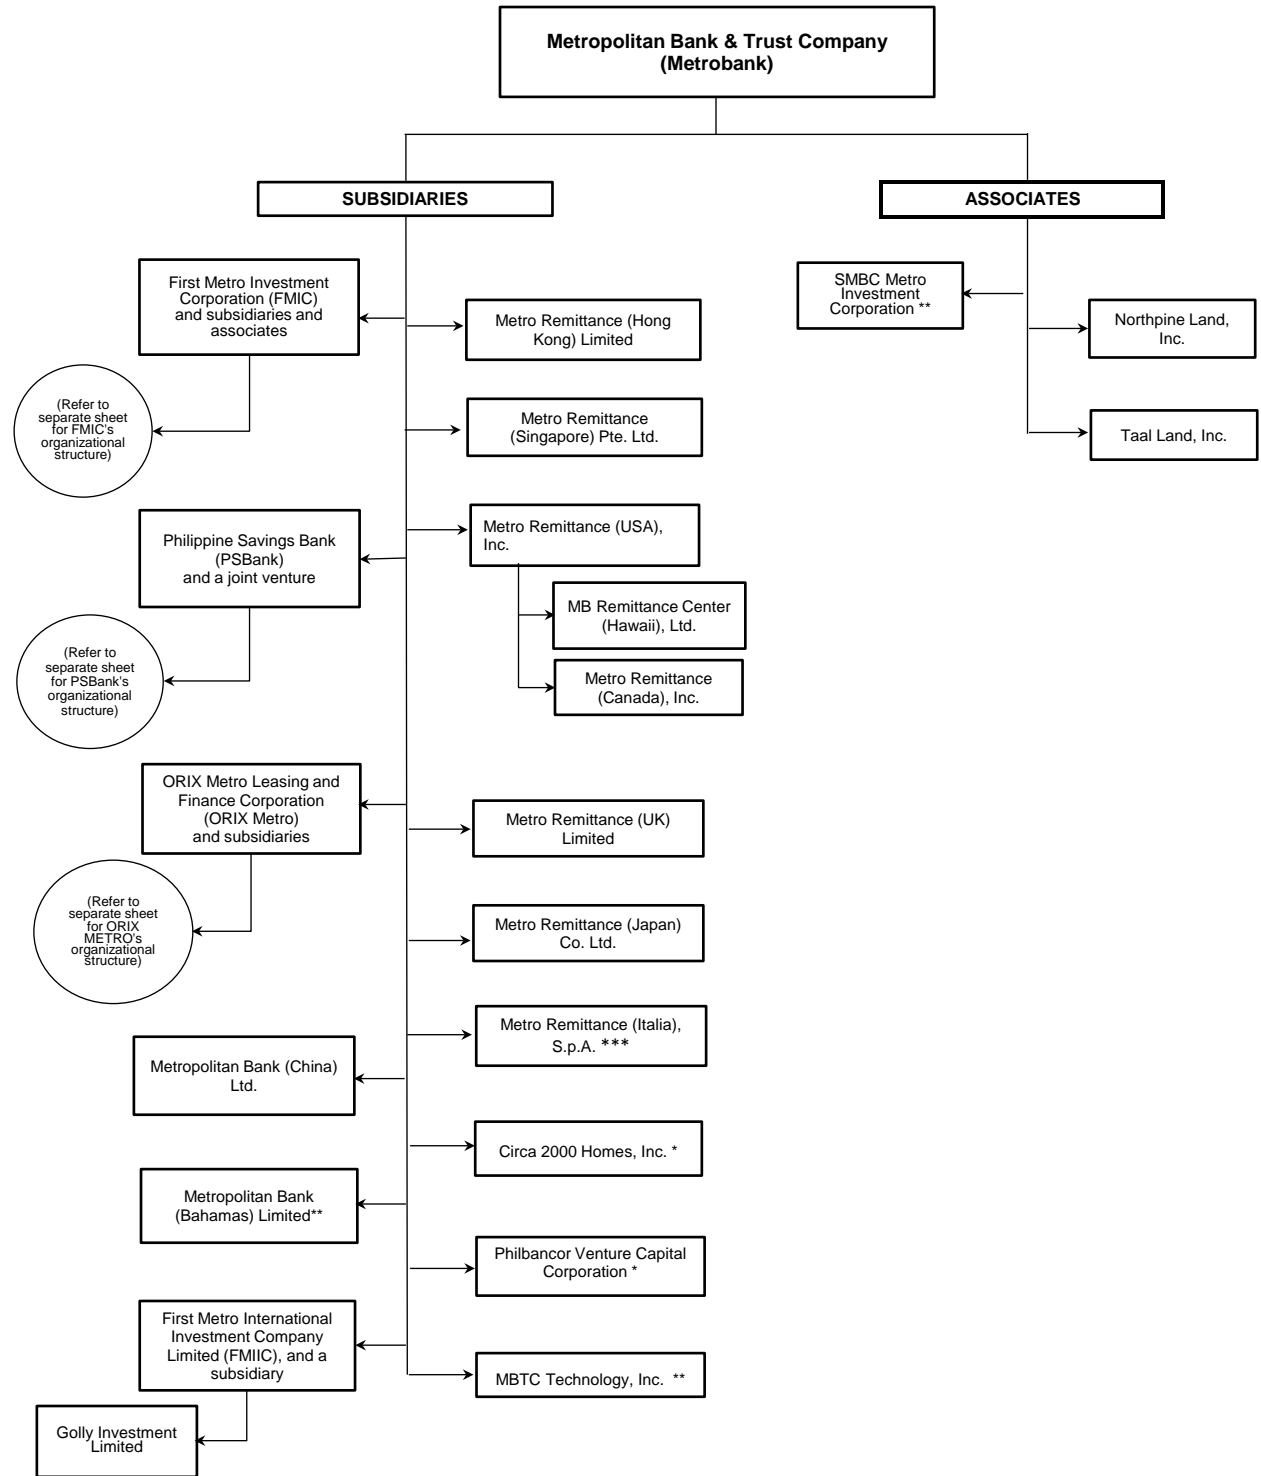 Metropolitan Bank & Trust Company
(Metrobank)
SUBSIDIARIES
ASSOCIATES
First Metro Investment
Corporation (FMIC)
and subsidiaries and
associates
(Refer to
separate sheet
for FMIC's
organizational
structure)
Metro Remittance (Hong
Kong) Limited
Metro Remittance
(Singapore) Pte. Ltd.
SMBC Metro
Investment
Corporation **
Northpine Land,
Inc.
Taal Land, Inc.
Philippine Savings Bank
(PSBank)
and a joint venture
(Refer to
separate sheet
for PSBank's
organizational
structure)
Metro Remittance (USA),
Inc.
MB Remittance Center
(Hawaii), Ltd.
Metro Remittance
(Canada), Inc.
ORIX Metro Leasing and
Finance Corporation
(ORIX Metro)
and subsidiaries
(Refer to
separate sheet
for ORIX
METRO's
organizational
structure)
Metro Remittance (UK)
Limited
Metro Remittance (Japan)
Co. Ltd.
Metro Remittance (Italia),
S.p.A. ***
Metropolitan Bank (China)
Ltd.
Circa 2000 Homes, Inc. *
Metropolitan Bank
(Bahamas) Limited**
Philbancor Venture Capital
Corporation *
First Metro International
Investment Company
Limited (FMIIC), and a
subsidiary
MBTC Technology, Inc. **
Golly Investment
Limited